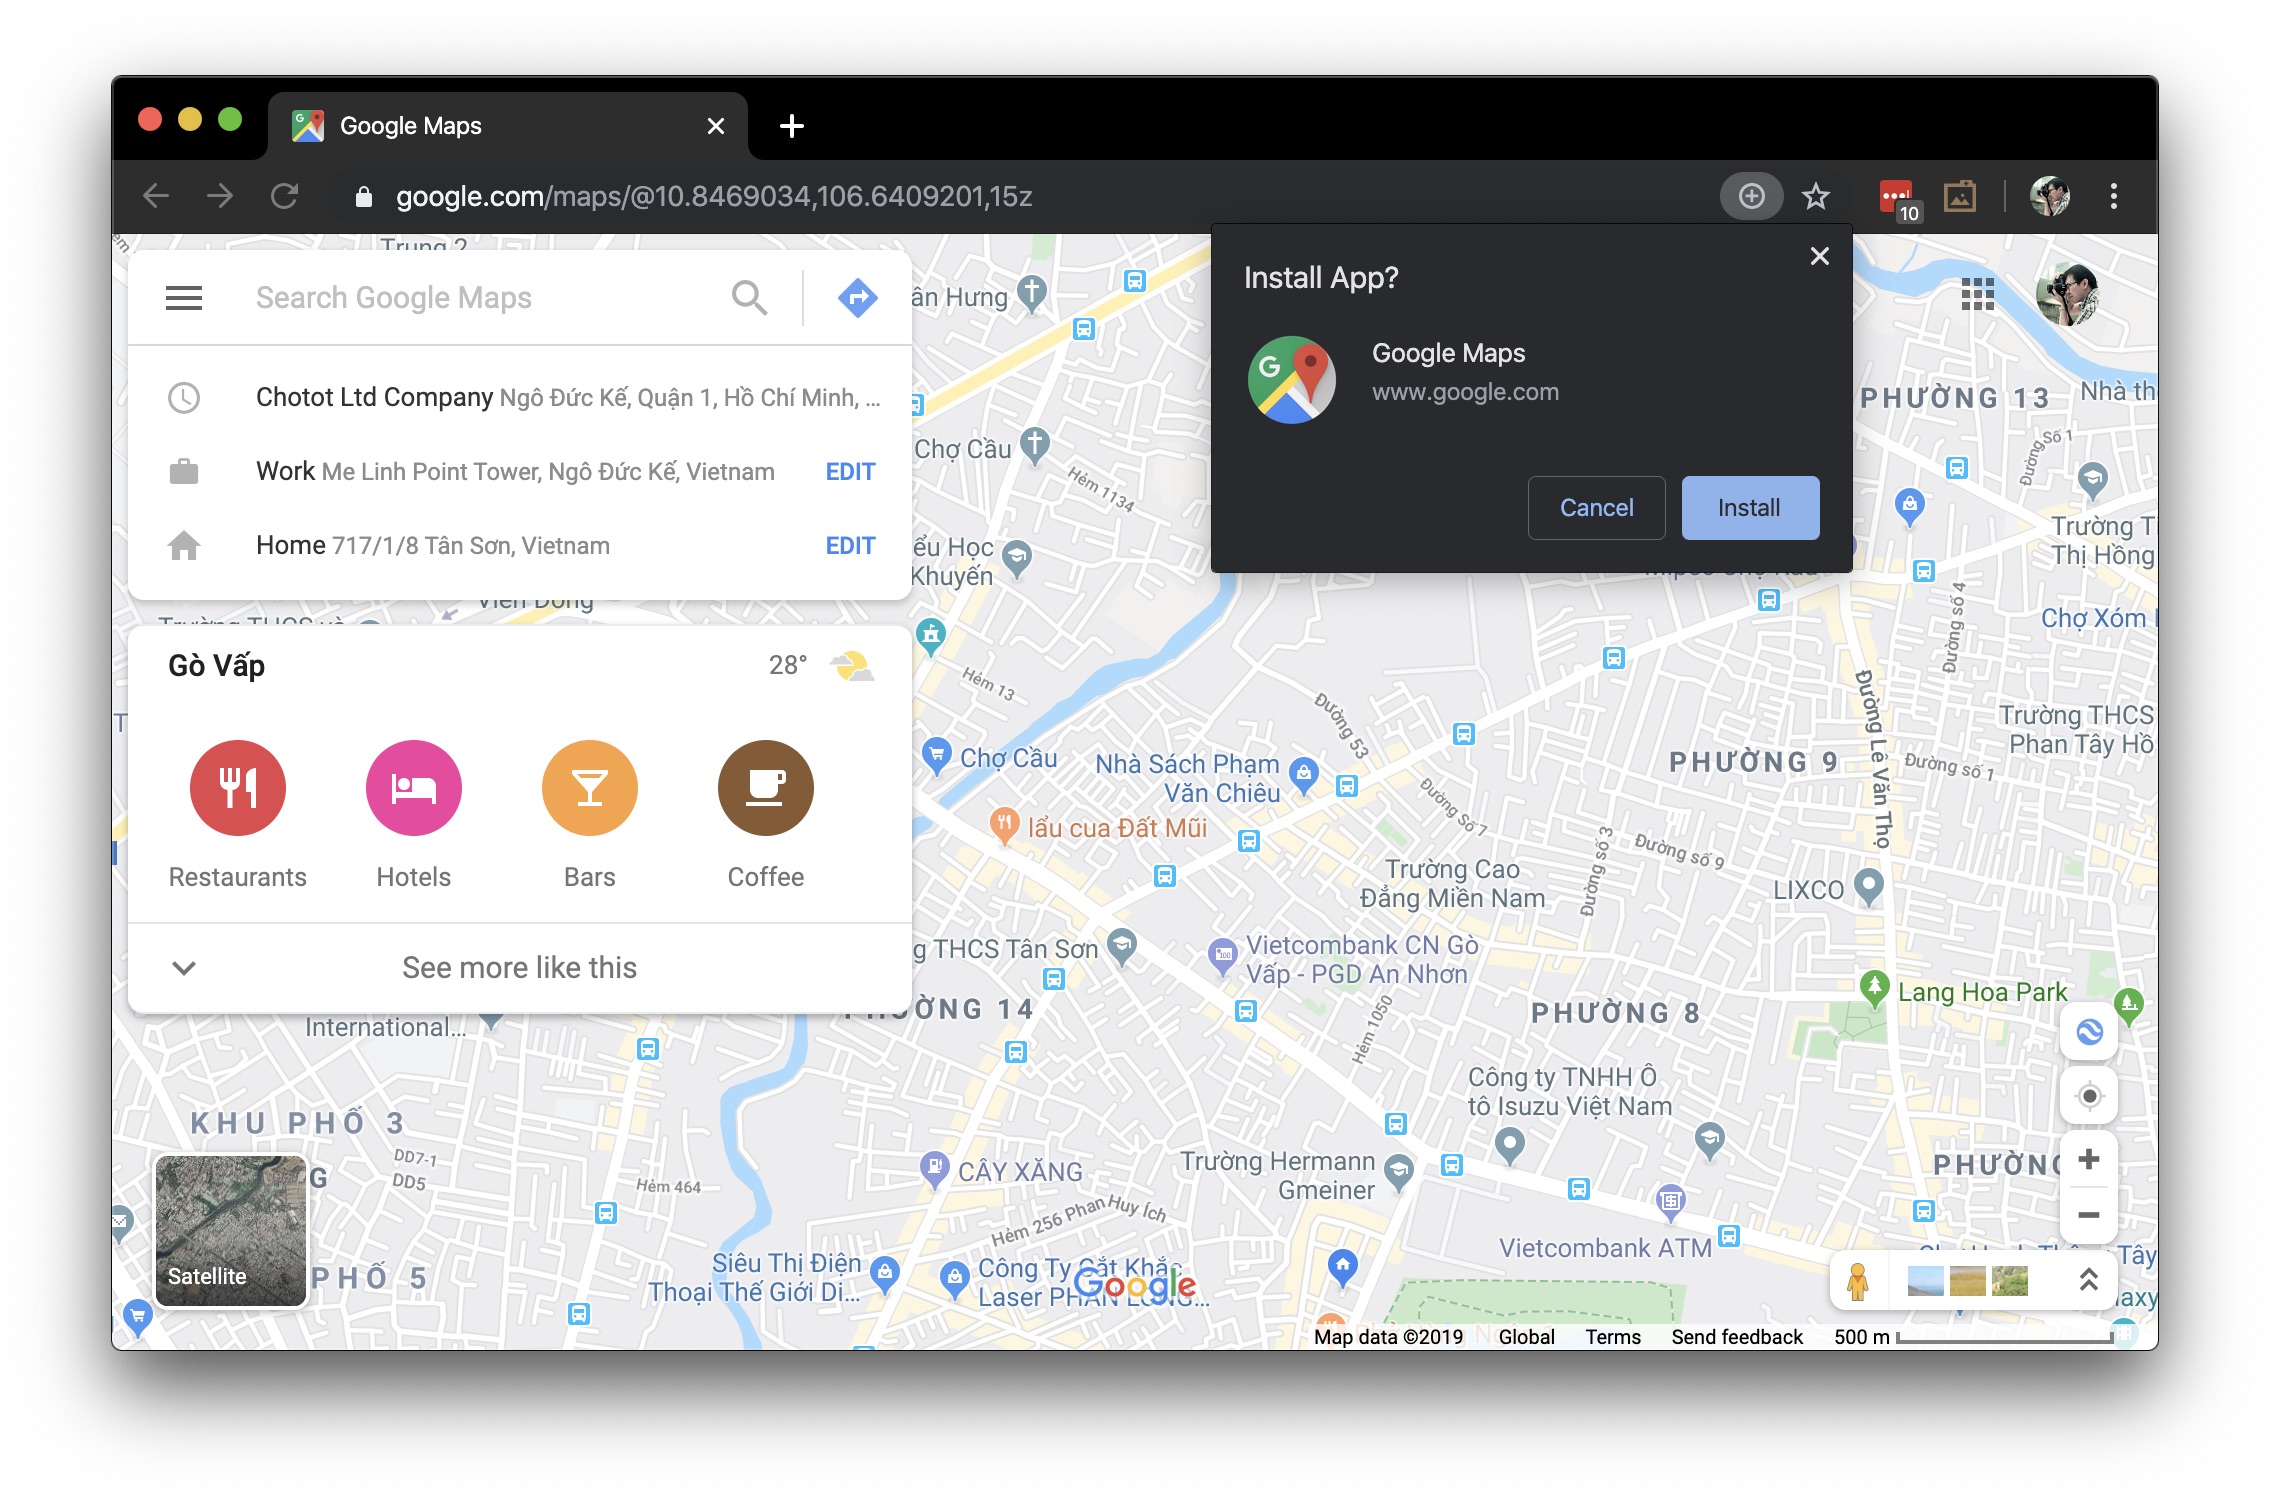 Google Maps
google.com/maps/@10.8469034,106.6409201,15z
10
Install App?
Google Maps
www.google.com
Cancel
Install
Trung 2
Search Google Maps
Chotot Ltd Company Ngô Đức Kế, Quận 1, Hồ Chí Minh, ...
Work Me Linh Point Tower, Ngô Đức Kế, Vietnam
EDIT
Home 717/1/8 Tân Sơn, Vietnam
EDIT
Viễn Đông
Gò Vấp
28°
Restaurants
Hotels
Bars
Coffee
See more like this
ân Hưng
Chợ Cầu
Hẻm 1134
ểu Học
Khuyến
Hẻm 13
PHƯỜNG 13
Nhà th
Đường Số 1
Trường T
Thị Hồng
Đường số 4
Chợ Xóm
Đường Lê Văn Thọ
Trường THCS
Phan Tây Hồ
PHƯỜNG 9
Đường số 1
Chợ Cầu
Nhà Sách Phạm
Văn Chiêu
Đường 53
Đường Số 7
lẩu cua Đất Mũi
Đường số 3
Đường số 9
Trường Cao
Đẳng Miền Nam
LIXCO
g THCS Tân Sơn
Vietcombank CN Gò
Vấp - PGD An Nhơn
ƯỜNG 14
Hẻm 1050
PHƯỜNG 8
Lang Hoa Park
International...
Công ty TNHH Ô
tô Isuzu Việt Nam
KHU PHỐ 3
DD7-1
DD5
G
Hẻm 464
CÂY XĂNG
Trường Hermann
Gmeiner
PHƯỜNG
Hẻm 256 Phan Huy Ích
Vietcombank ATM
Satellite
PHỐ 5
Siêu Thị Điện
Thoại Thế Giới Di...
Công Ty Cắt Khắc
Laser PHAN LONG...
Google
Tây
axy
Map data ©2019
Global
Terms
Send feedback
500 m